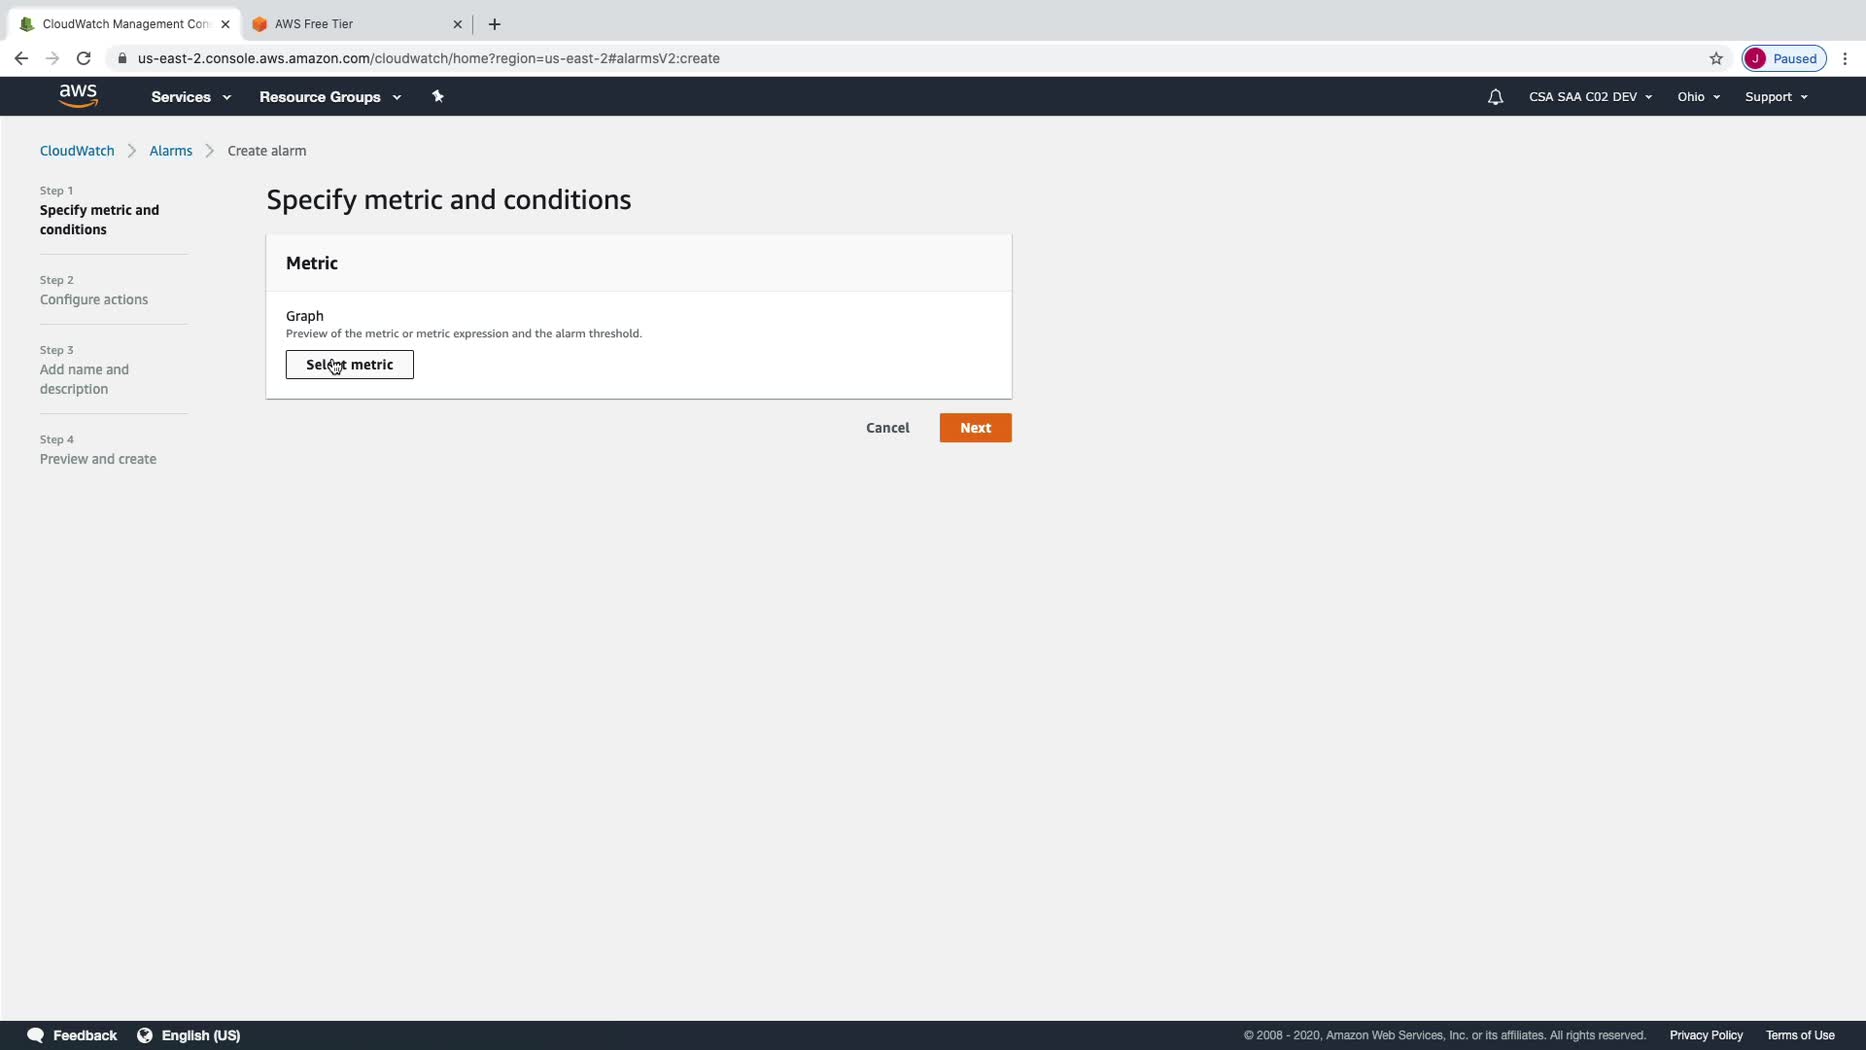 CloudWatch Management Con
AWS Free Tier
us-east-2.console.aws.amazon.com/cloudwatch/home?region=us-east-2#alarmsV2:create
J Paused
aws
Services
Resource Groups
CSA SAA C02 DEV
Ohio
Support
CloudWatch
Alarms
Create alarm
Step 1
Specify metric and
conditions
Step 2
Configure actions
Step 3
Add name and
description
Step 4
Preview and create
Specify metric and conditions
Metric
Graph
Preview of the metric or metric expression and the alarm threshold.
Select metric
Cancel
Next
Feedback
English (US)
© 2008 - 2020, Amazon Web Services, Inc. or its affiliates. All rights reserved.
Privacy Policy
Terms of Use